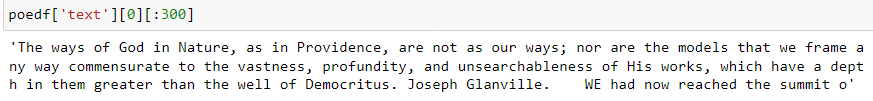 poedf['text'][0][:300]
'The ways of God in Nature, as in Providence, are not as our ways; nor are the models that we frame a
ny way commensurate to the vastness, profundity, and unsearchableness of His works, which have a dept
h in them greater than the well of Democritus. Joseph Glanville.    WE had now reached the summit o'